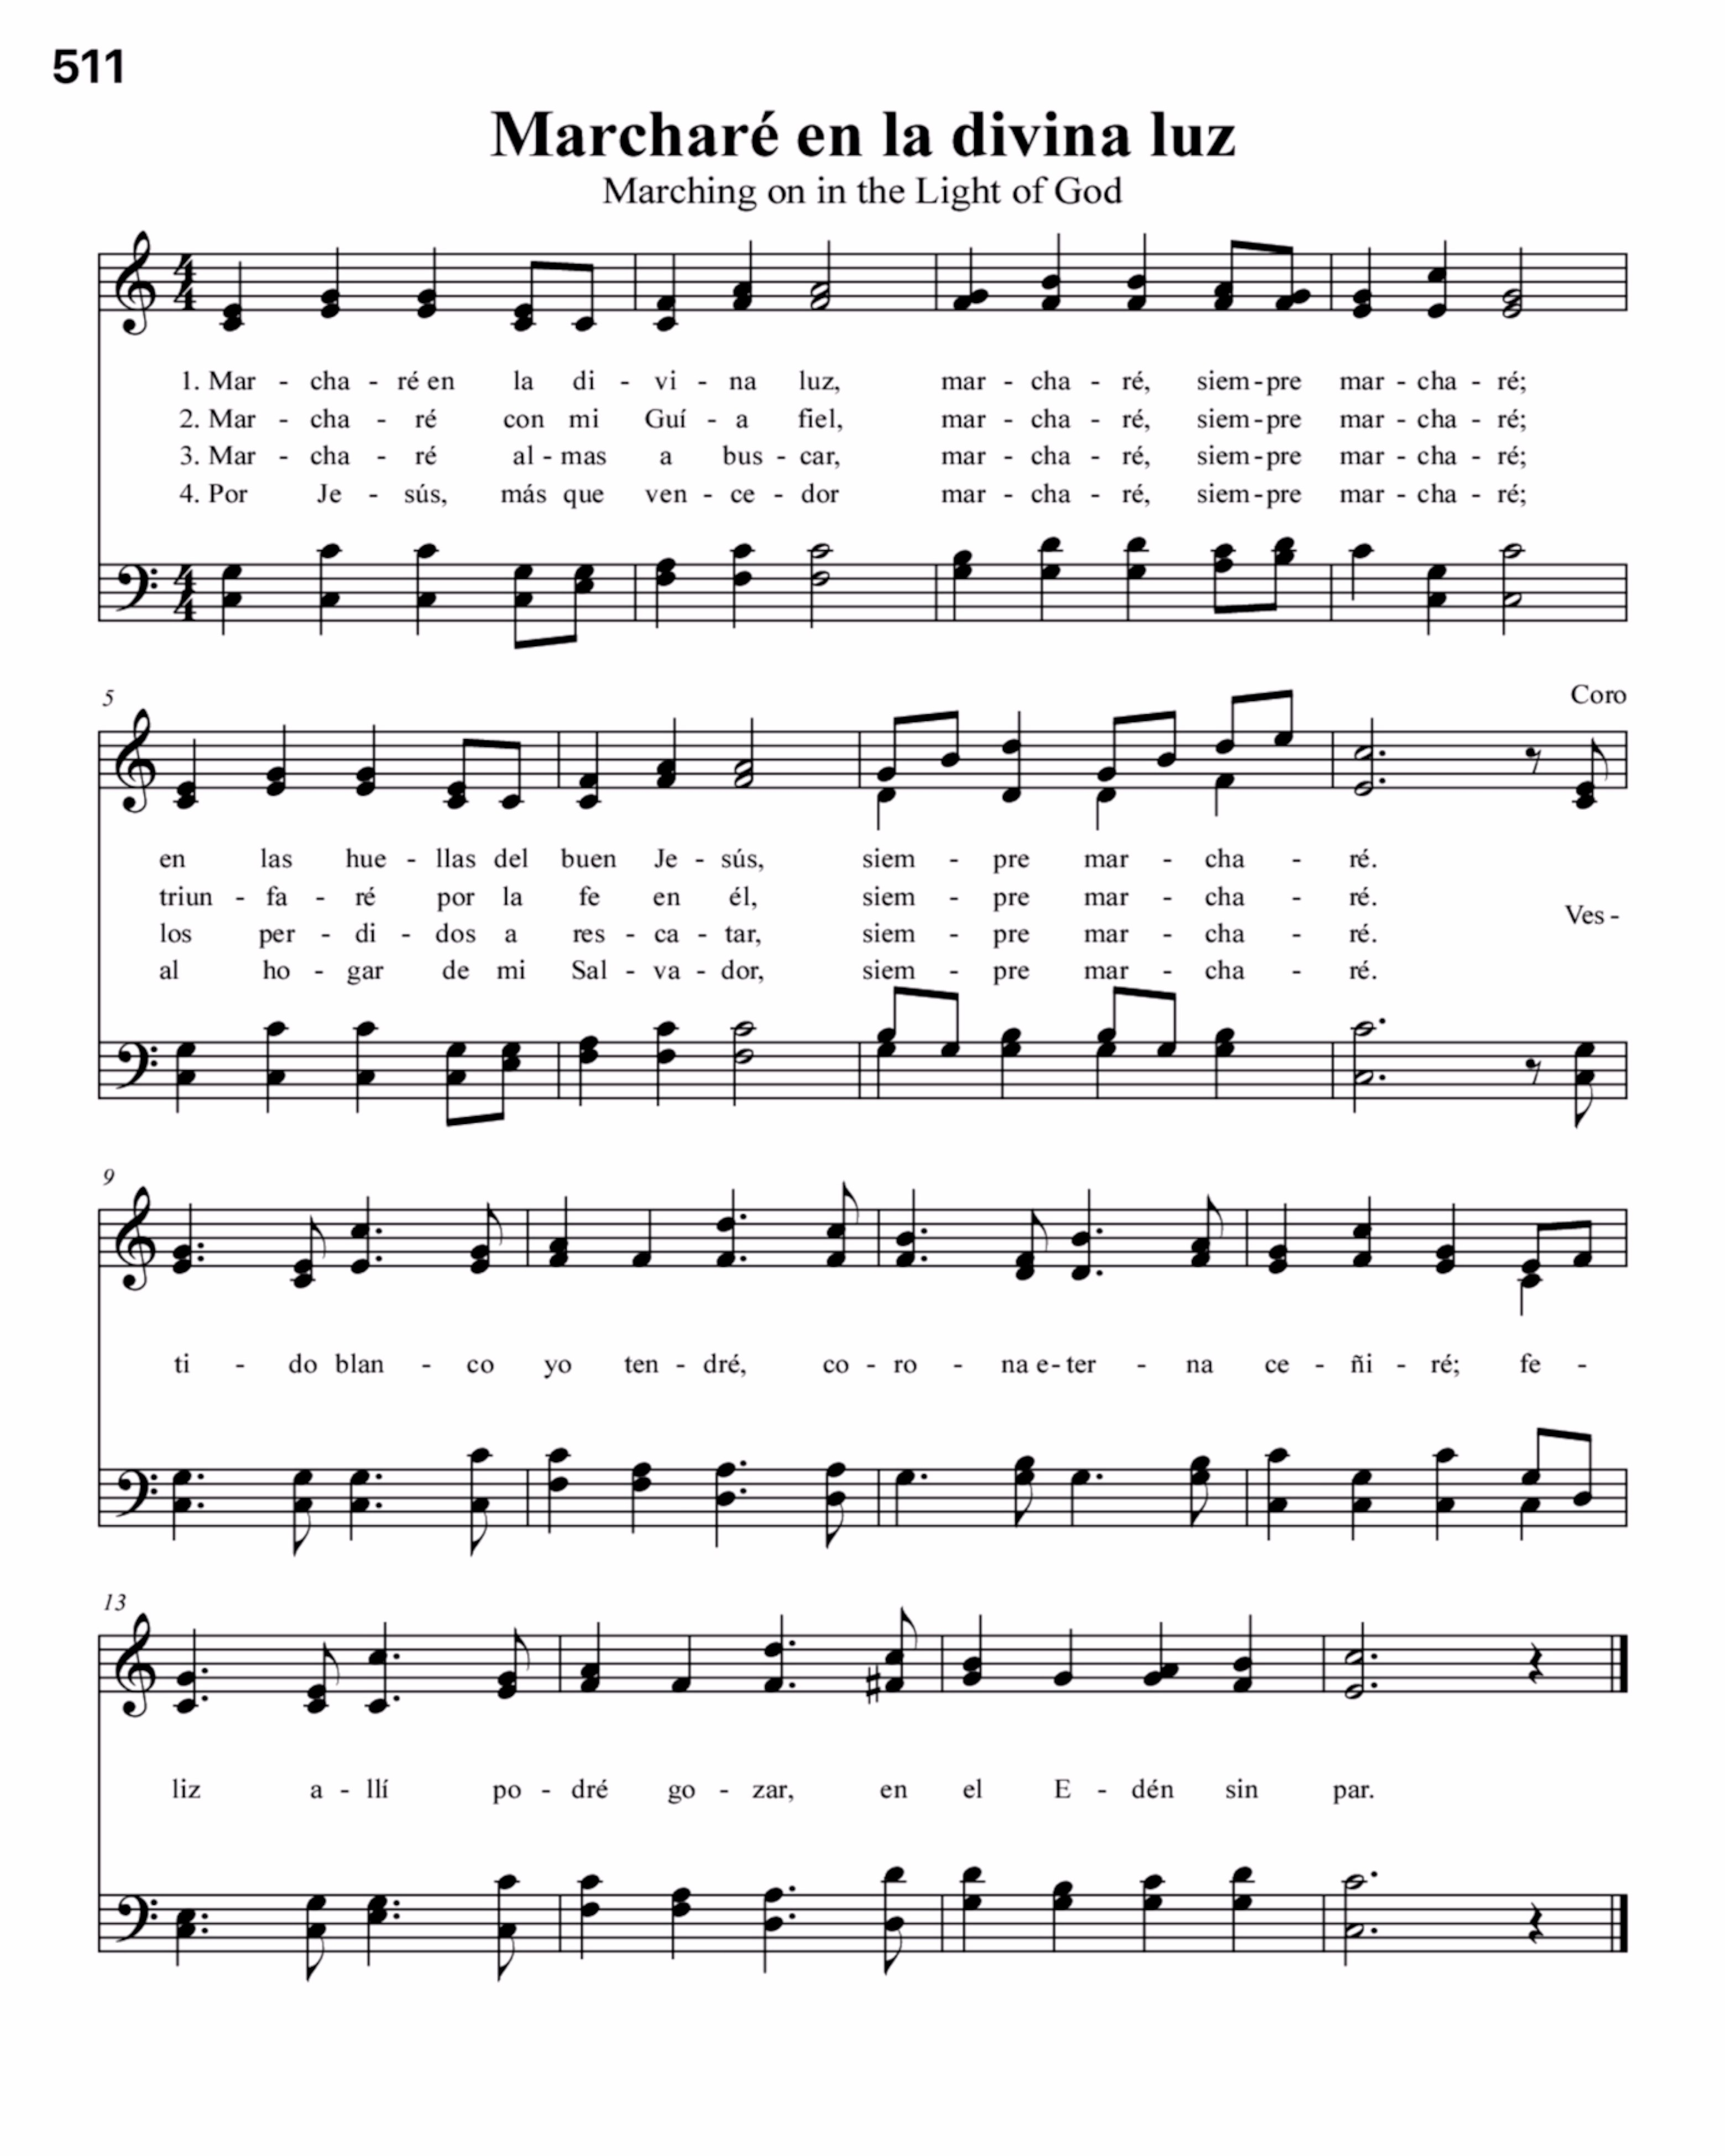 511
Marcharé en la divina luz
Marching on in the Light of God
4 4
1. Mar - cha - ré en la di - vi - na luz, mar - cha - ré, siem - pre mar - cha - ré;
2. Mar - cha - ré con mi Guí - a fiel, mar - cha - ré, siem - pre mar - cha - ré;
3. Mar - cha - ré al - mas a bus - car, mar - cha - ré, siem - pre mar - cha - ré;
4. Por Je - sús, más que ven - ce - dor mar - cha - ré, siem - pre mar - cha - ré;
4 4
5
Coro
en las hue - llas del buen Je - sús, siem - pre mar - cha - ré.
triun - fa - ré por la fe en él, siem - pre mar - cha - ré.
Ves -
los per - di - dos a res - ca - tar, siem - pre mar - cha - ré.
al ho - gar de mi Sal - va - dor, siem - pre mar - cha - ré.
9
ti - do blan - co yo ten - dré, co - ro - na e - ter - na ce - ñi - ré; fe -
13
liz a - llí po - dré go - zar, en el E - dén sin par.